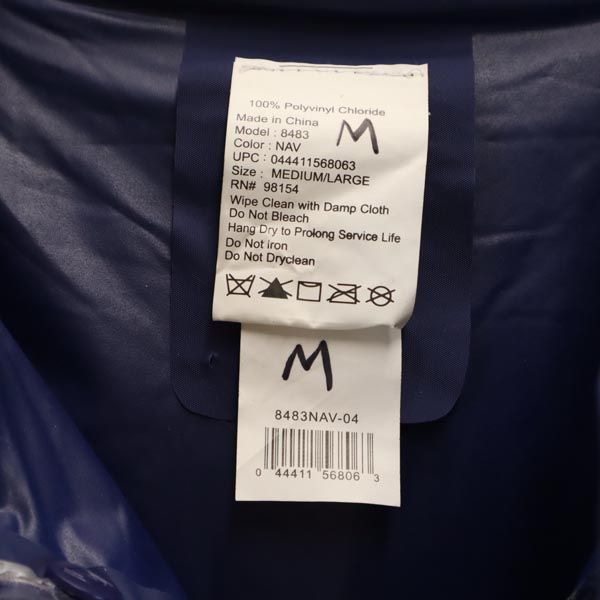 100% Polyvinyl Chloride
Made in China
Model : 8483
M
Color : NAV
UPC : 044411568063
Size : MEDIUM/LARGE
RN# 98154
Wipe Clean with Damp Cloth
Do Not Bleach
Hang Dry to Prolong Service Life
Do Not Iron
Do Not Dryclean
M
8483NAV-04
0 44411 56806 3